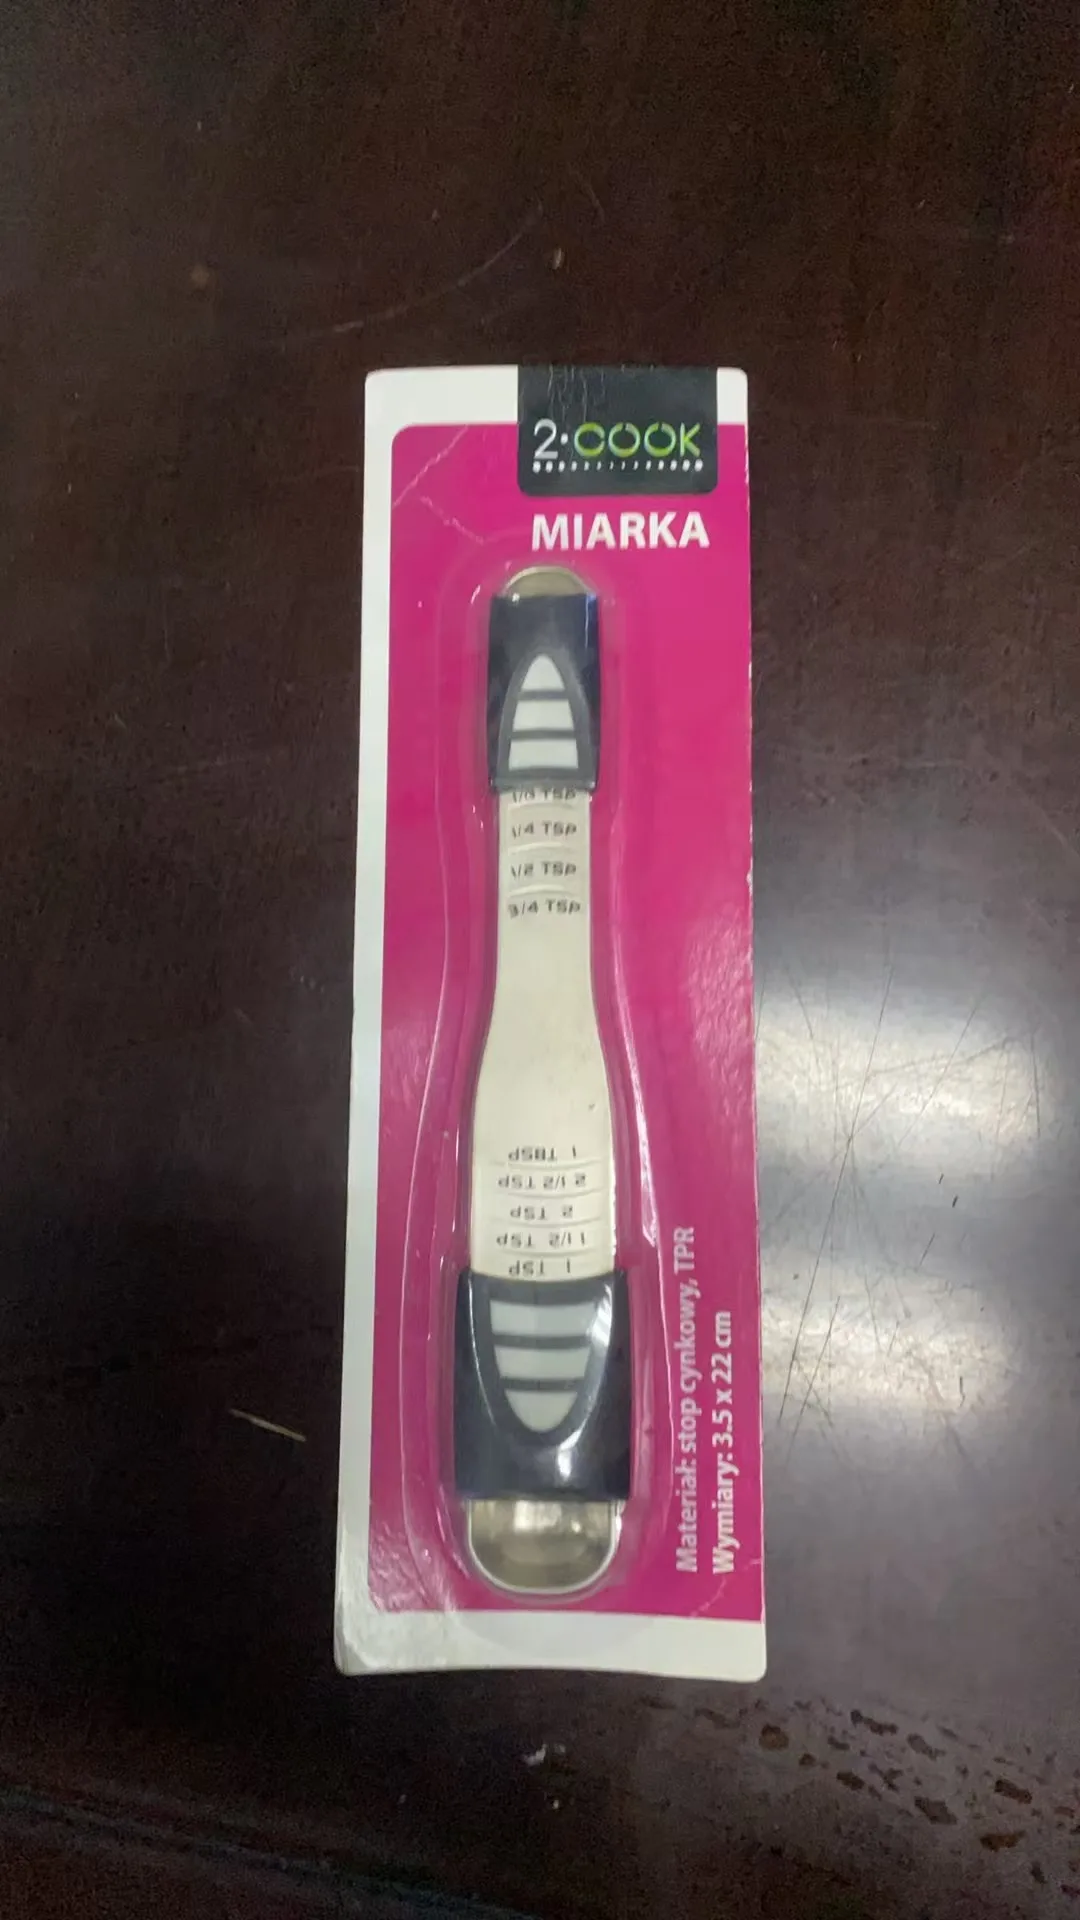 2·COOK
MIARKA
1/8 TSP
1/4 TSP
1/2 TSP
3/4 TSP
1 TBSP
2 1/2 TSP
2 TSP
1 1/2 TSP
1 TSP
Materiał: stop cynkowy, TPR
Wymiary: 3.5 x 22 cm